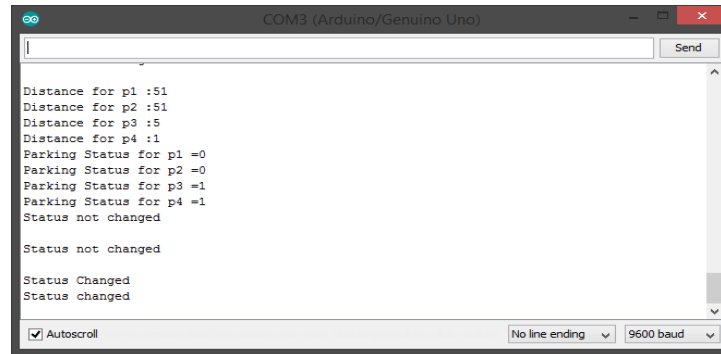 COM3 (Arduino/Genuino Uno)
Send
Distance for p1 :51
Distance for p2 :51
Distance for p3 :5
Distance for p4 :1
Parking Status for p1 =0
Parking Status for p2 =0
Parking Status for p3 =1
Parking Status for p4 =1
Status not changed
Status not changed
Status Changed
Status changed
Autoscroll
No line ending
9600 baud